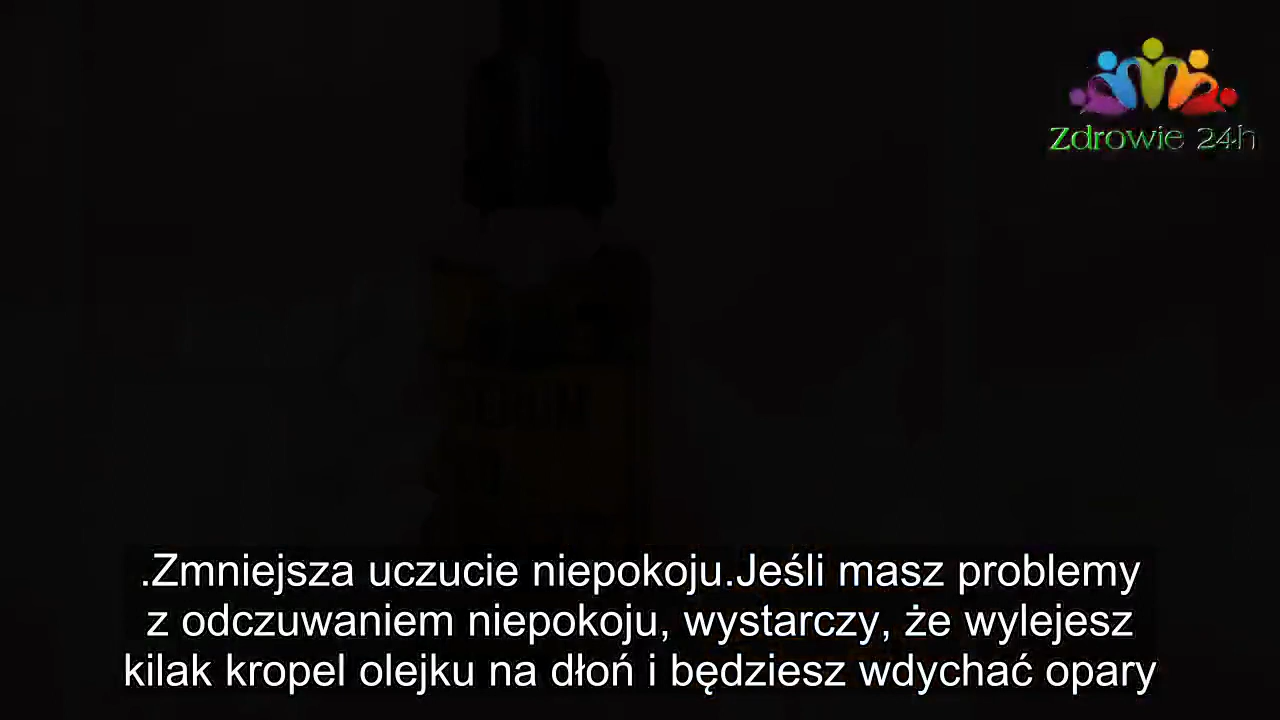 Zdrowie 24h
.Zmniejsza uczucie niepokoju.Jeśli masz problemy
z odczuwaniem niepokoju, wystarczy, że wylejesz
kilak kropel olejku na dłoń i będziesz wdychać opary